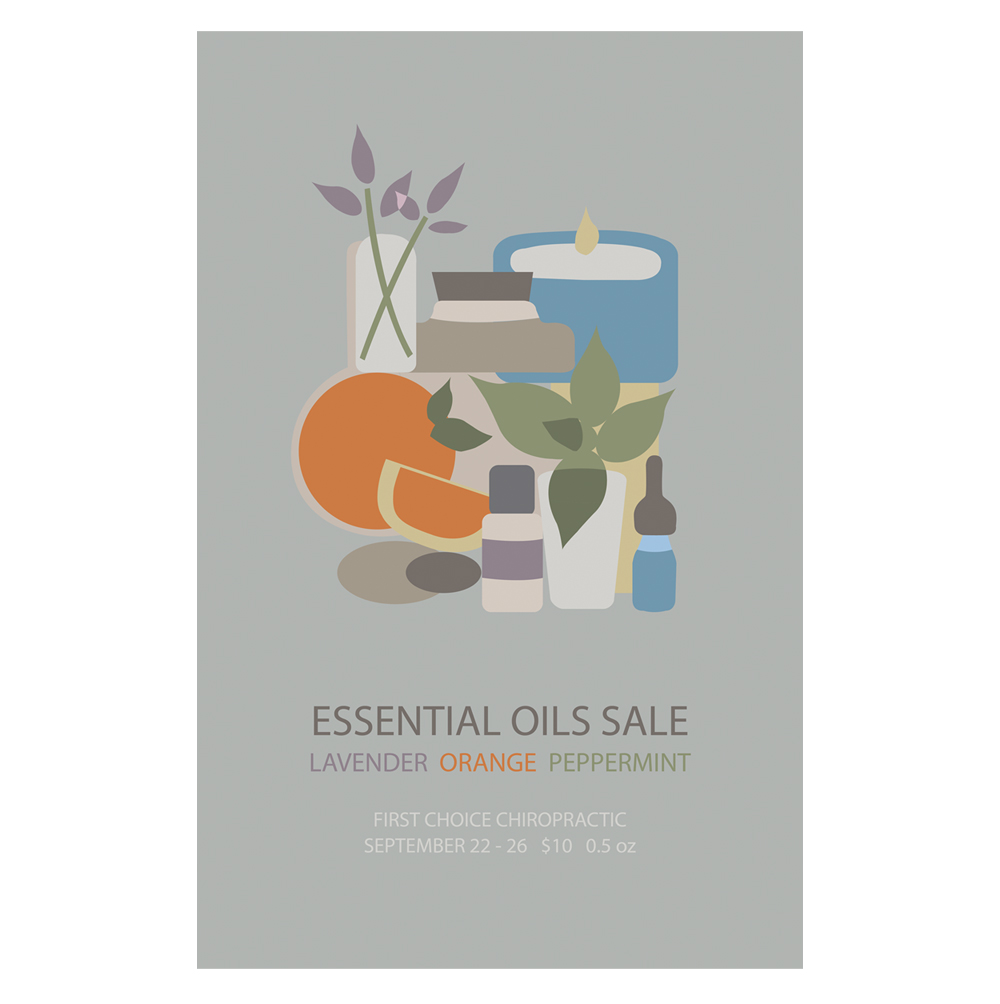 ESSENTIAL OILS SALE
LAVENDER ORANGE PEPPERMINT
FIRST CHOICE CHIROPRACTIC
SEPTEMBER 22 - 26 $10 0.5 oz